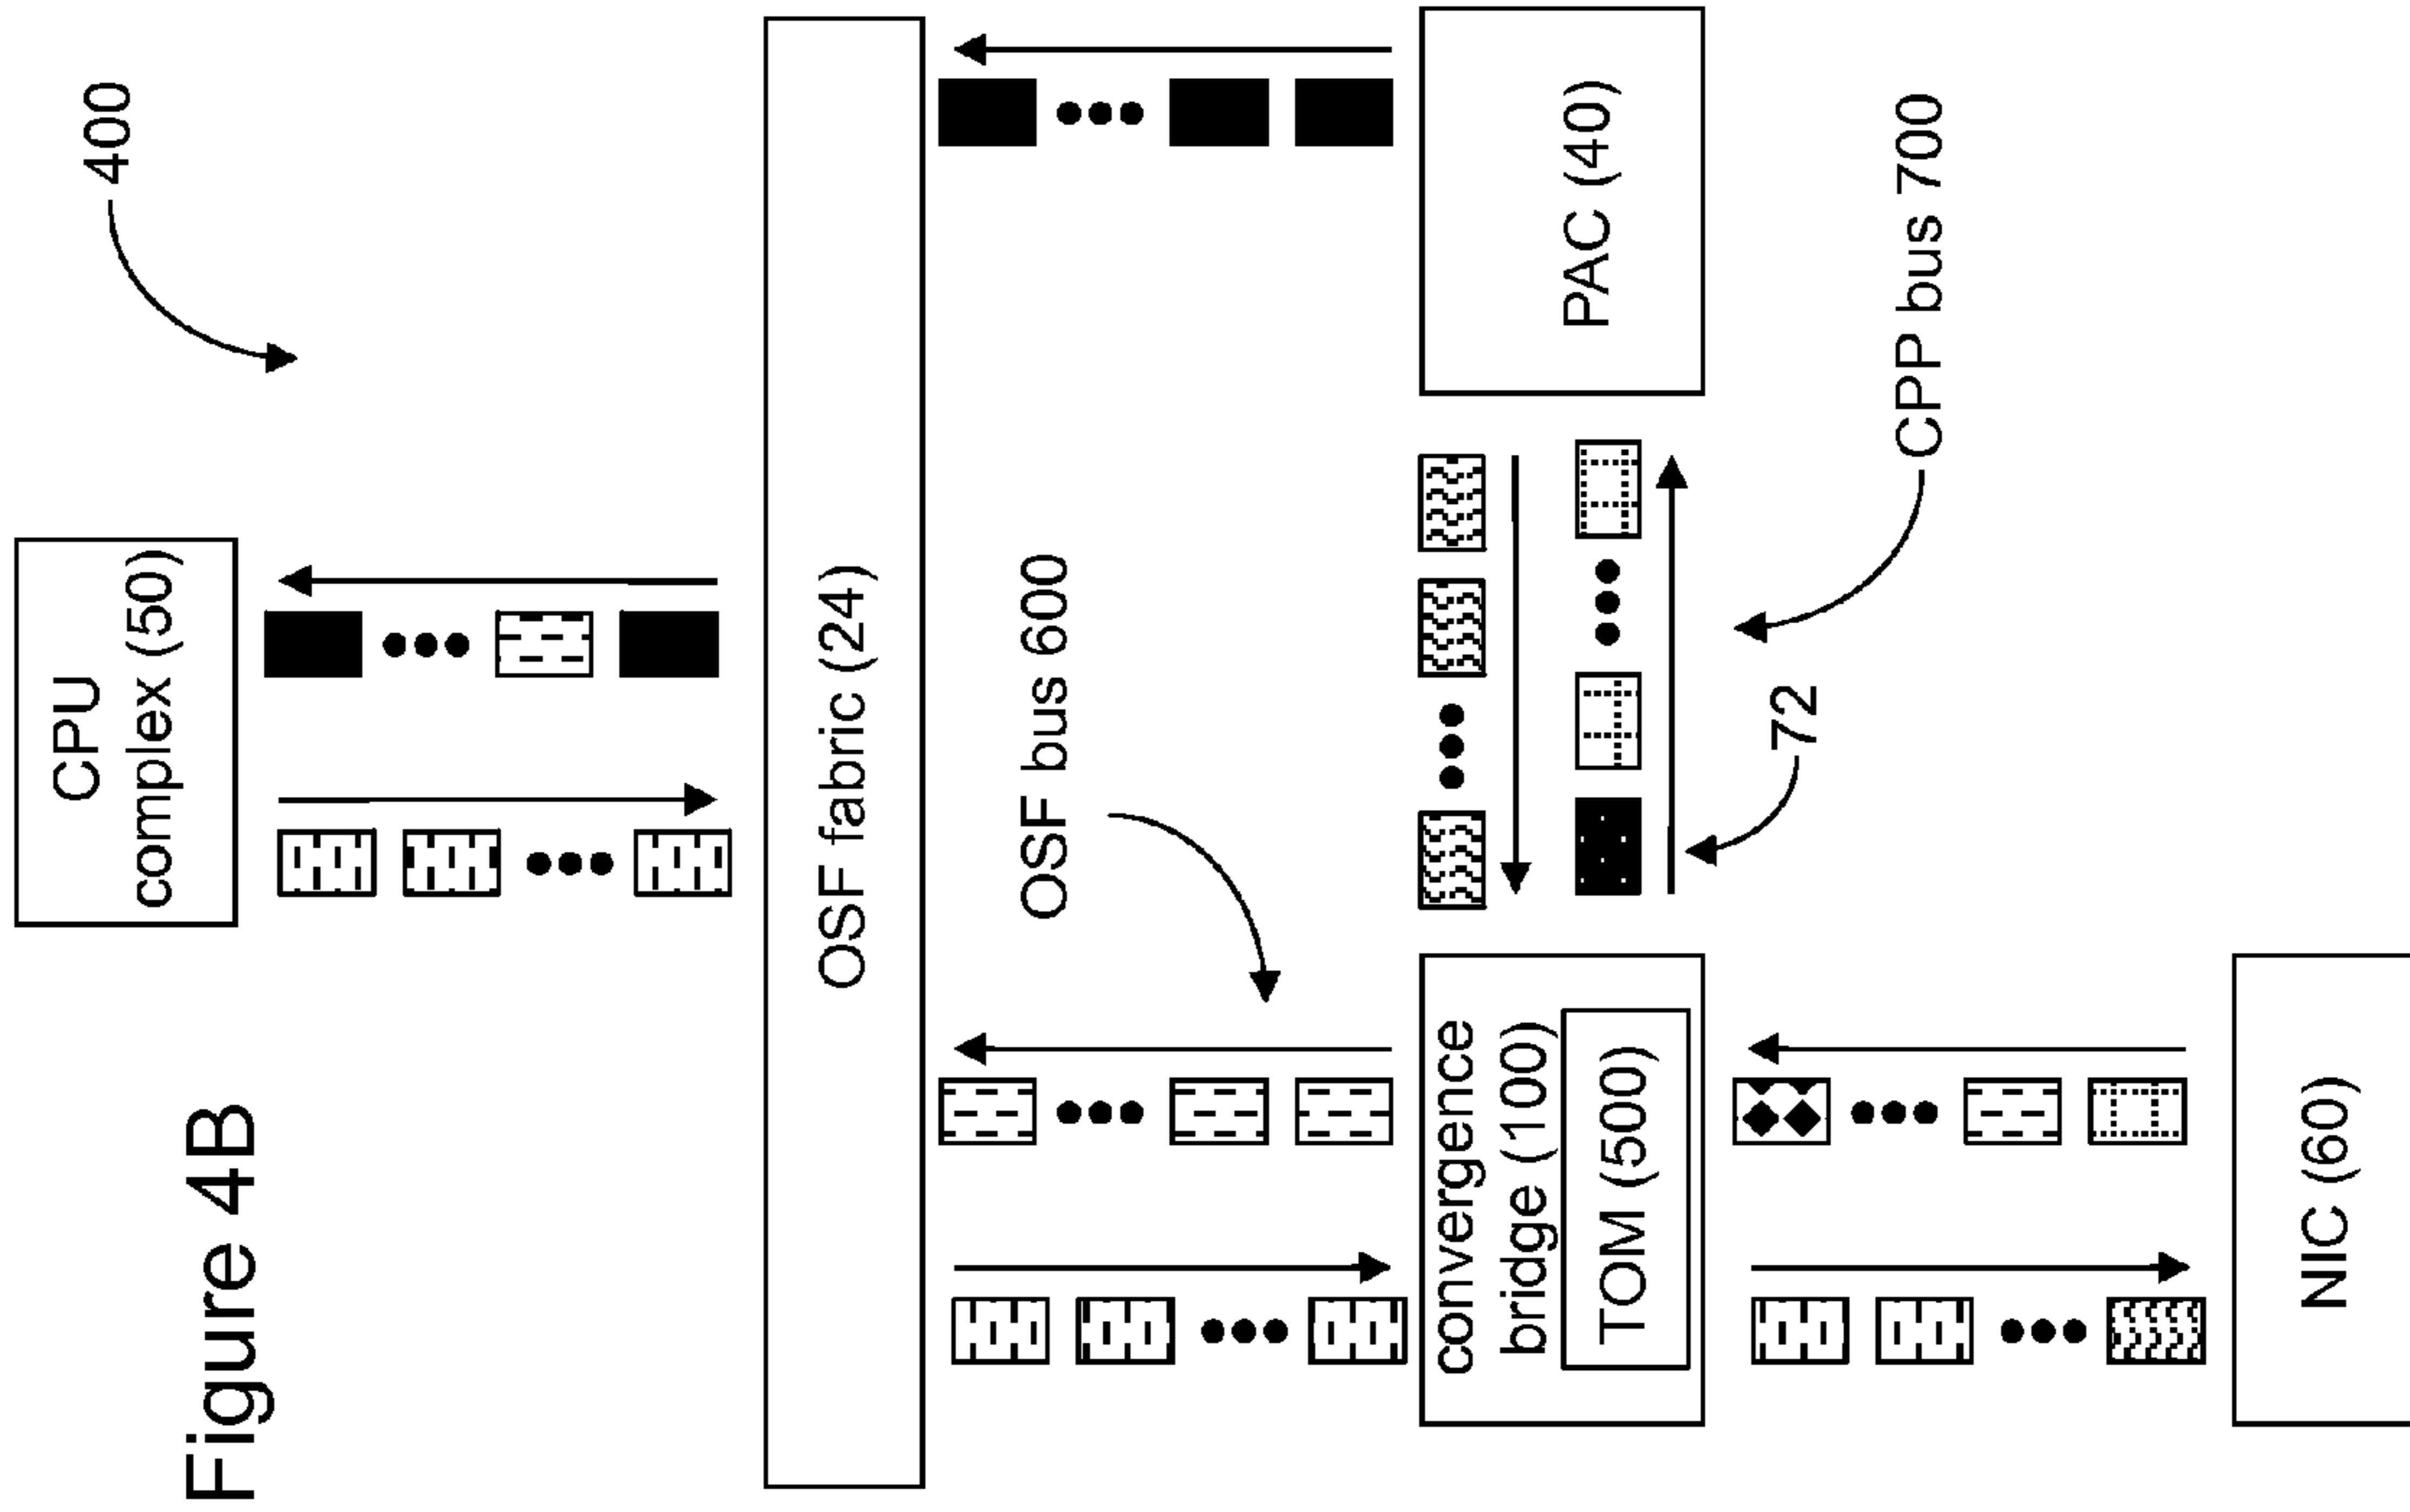 Figure 4B
400
CPU
complex (50)
OSF fabric (24)
OSF bus 600
convergence
bridge (100)
TOM (500)
PAC (40)
72
CPP bus 700
NIC (60)